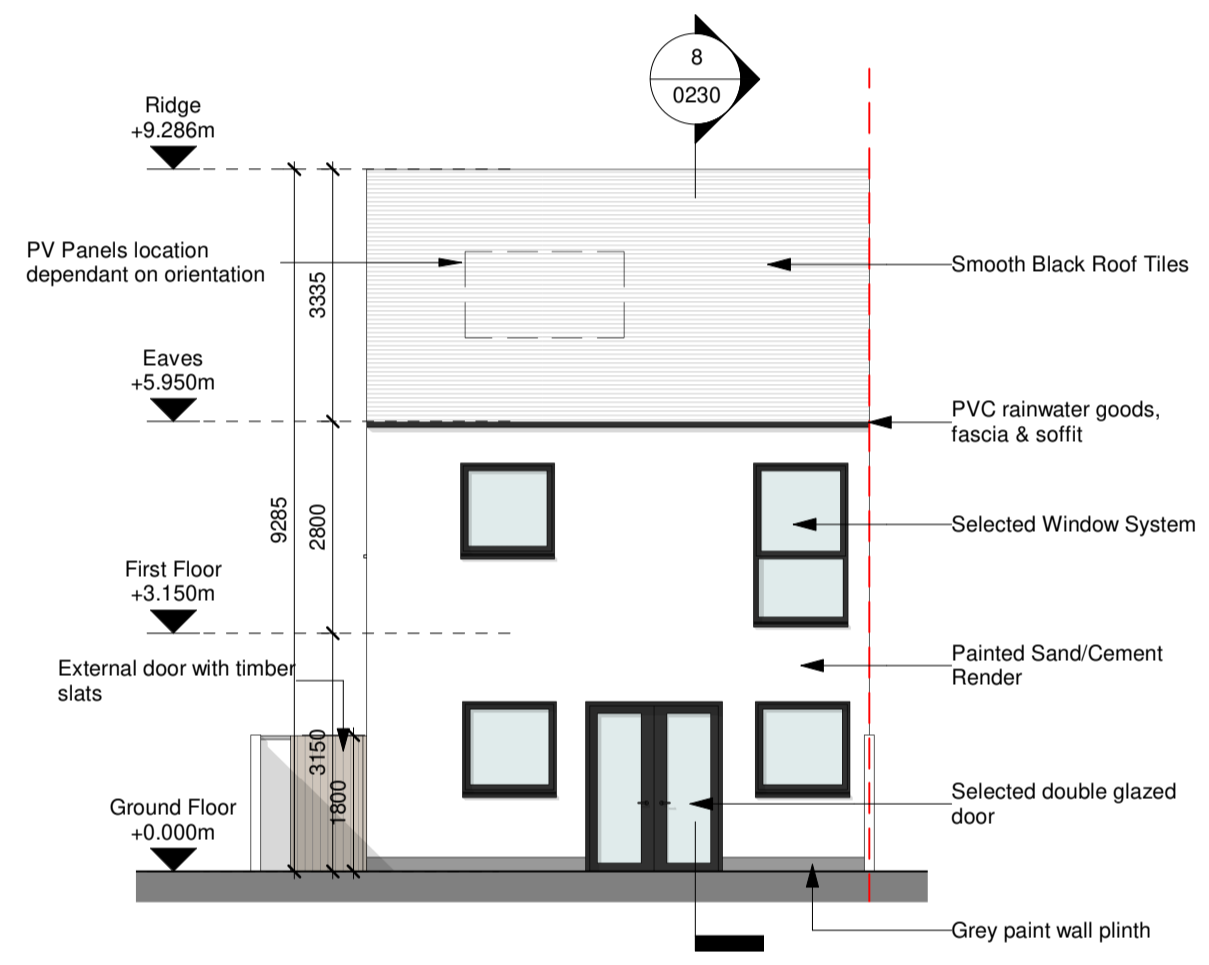 8
0230
Ridge
+9.286m
PV Panels location
dependant on orientation
3335
Smooth Black Roof Tiles
Eaves
+5.950m
PVC rainwater goods,
fascia & soffit
9285
2800
Selected Window System
First Floor
+3.150m
External door with timber
slats
Painted Sand/Cement
Render
3150
1800
Ground Floor
+0.000m
Selected double glazed
door
Grey paint wall plinth